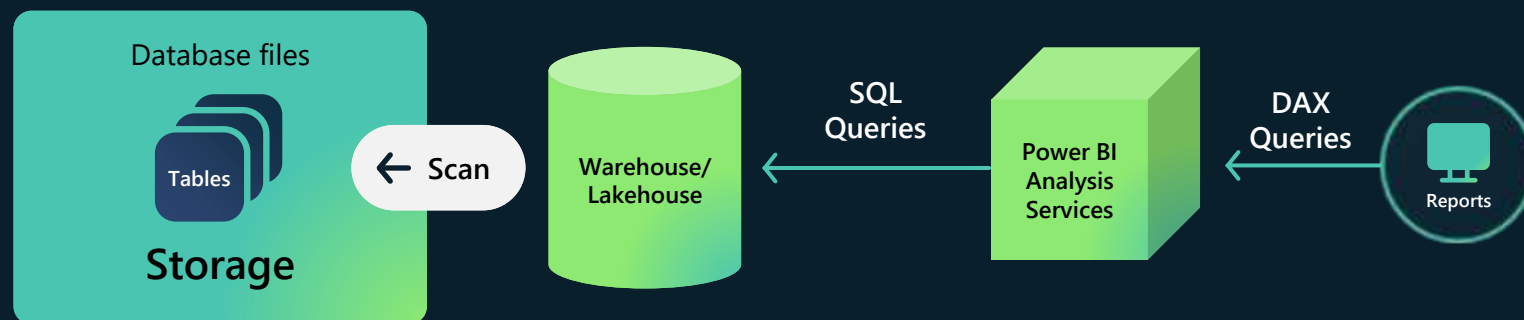 Database files
Tables
Storage
Scan
Warehouse/
Lakehouse
SQL
Queries
Power BI
Analysis
Services
DAX
Queries
Reports